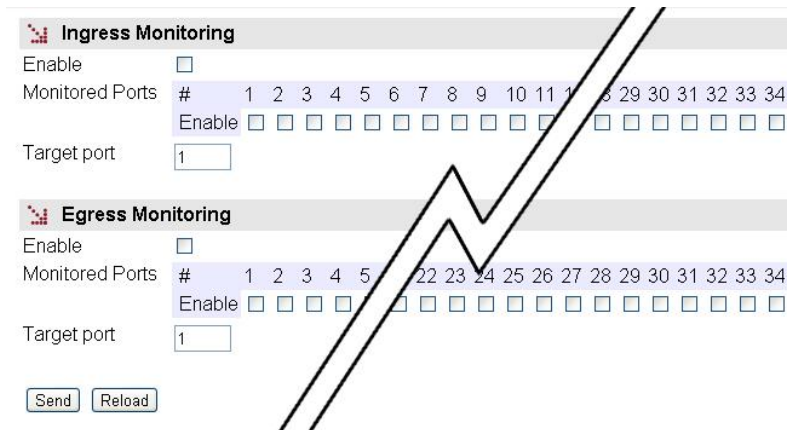 Ingress Monitoring
Enable
Monitored Ports # 1 2 3 4 5 6 7 8 9 10 11 29 30 31 32 33 34
Enable
Target port 1
Egress Monitoring
Enable
Monitored Ports # 1 2 3 4 5 22 23 24 25 26 27 28 29 30 31 32 33 34
Enable
Target port 1
Send Reload